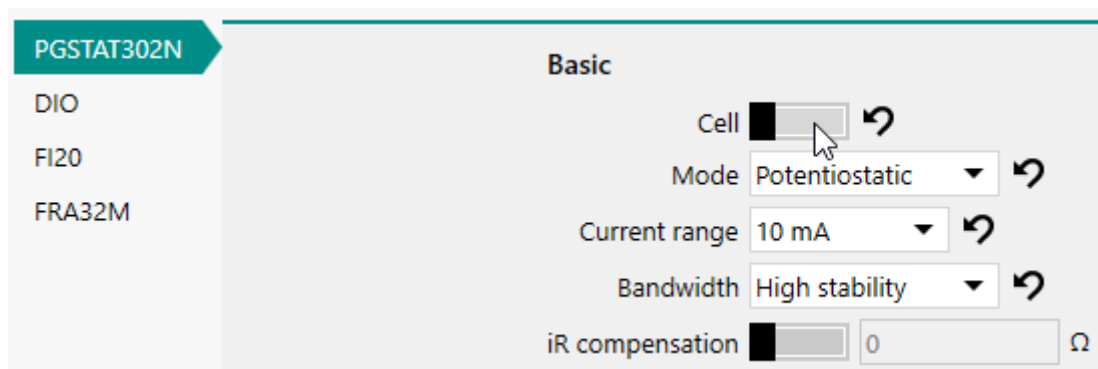 PGSTAT302N
DIO
FI20
FRA32M
Basic
Cell
Mode Potentiostatic
Current range 10 mA
Bandwidth High stability
iR compensation 0 Ω